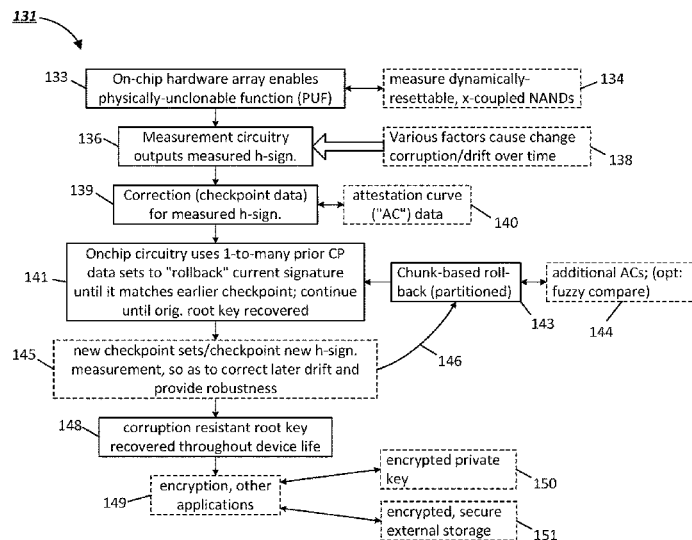 131
133
On-chip hardware array enables
physically-unclonable function (PUF)
measure dynamically-
resettable, x-coupled NANDs
134
136
Measurement circuitry
outputs measured h-sign.
Various factors cause change
corruption/drift over time
138
139
Correction (checkpoint data)
for measured h-sign.
attestation curve
("AC") data
140
141
Onchip circuitry uses 1-to-many prior CP
data sets to "rollback" current signature
until it matches earlier checkpoint; continue
until orig. root key recovered
Chunk-based roll-
back (partitioned)
143
additional ACs; (opt:
fuzzy compare)
144
145
new checkpoint sets/checkpoint new h-sign.
measurement, so as to correct later drift and
provide robustness
146
148
corruption resistant root key
recovered throughout device life
149
encryption, other
applications
encrypted private
key
150
encrypted, secure
external storage
151